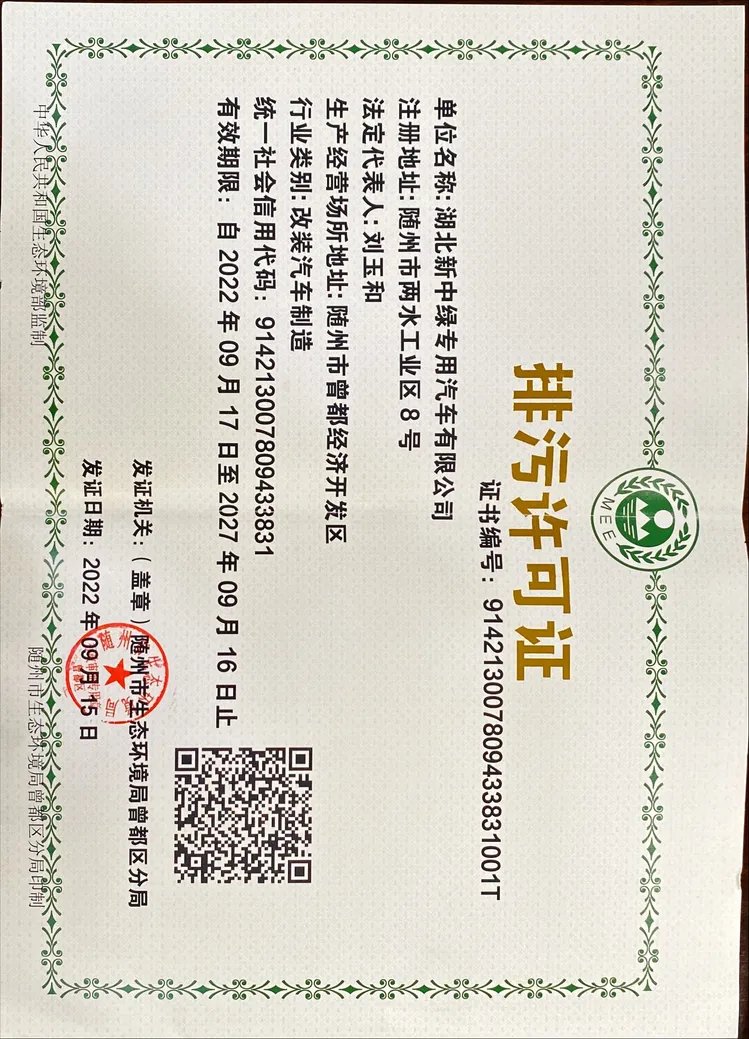 MEE
排污许可证
证书编号：914213007809433831001T
单位名称:湖北新中绿专用汽车有限公司
注册地址:随州市两水工业区8号
法定代表人:刘玉和
生产经营场所地址:随州市曾都经济开发区
行业类别:改装汽车制造
统一社会信用代码：914213007809433831
有效期限：自2022年09月17日至2027年09月16日止
发证机关:(盖章)随州市生态环境局曾都区分局
发证日期：2022年09月15日
中华人民共和国生态环境部监制
随州市生态环境局曾都区分局印制